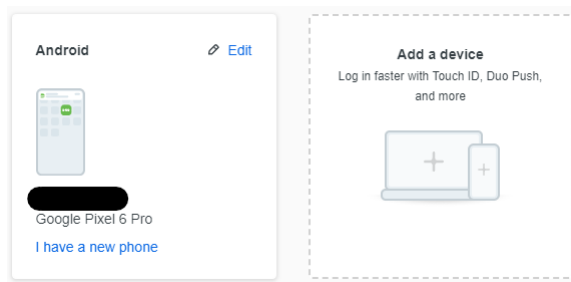 Android
Edit
Google Pixel 6 Pro
I have a new phone
Add a device
Log in faster with Touch ID, Duo Push,
and more